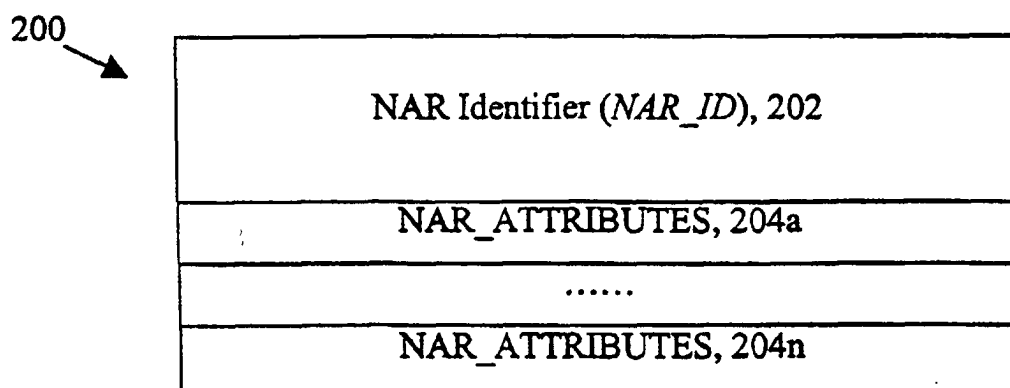 200
NAR Identifier (NAR_ID), 202
NAR_ATTRIBUTES, 204a
......
NAR_ATTRIBUTES, 204n